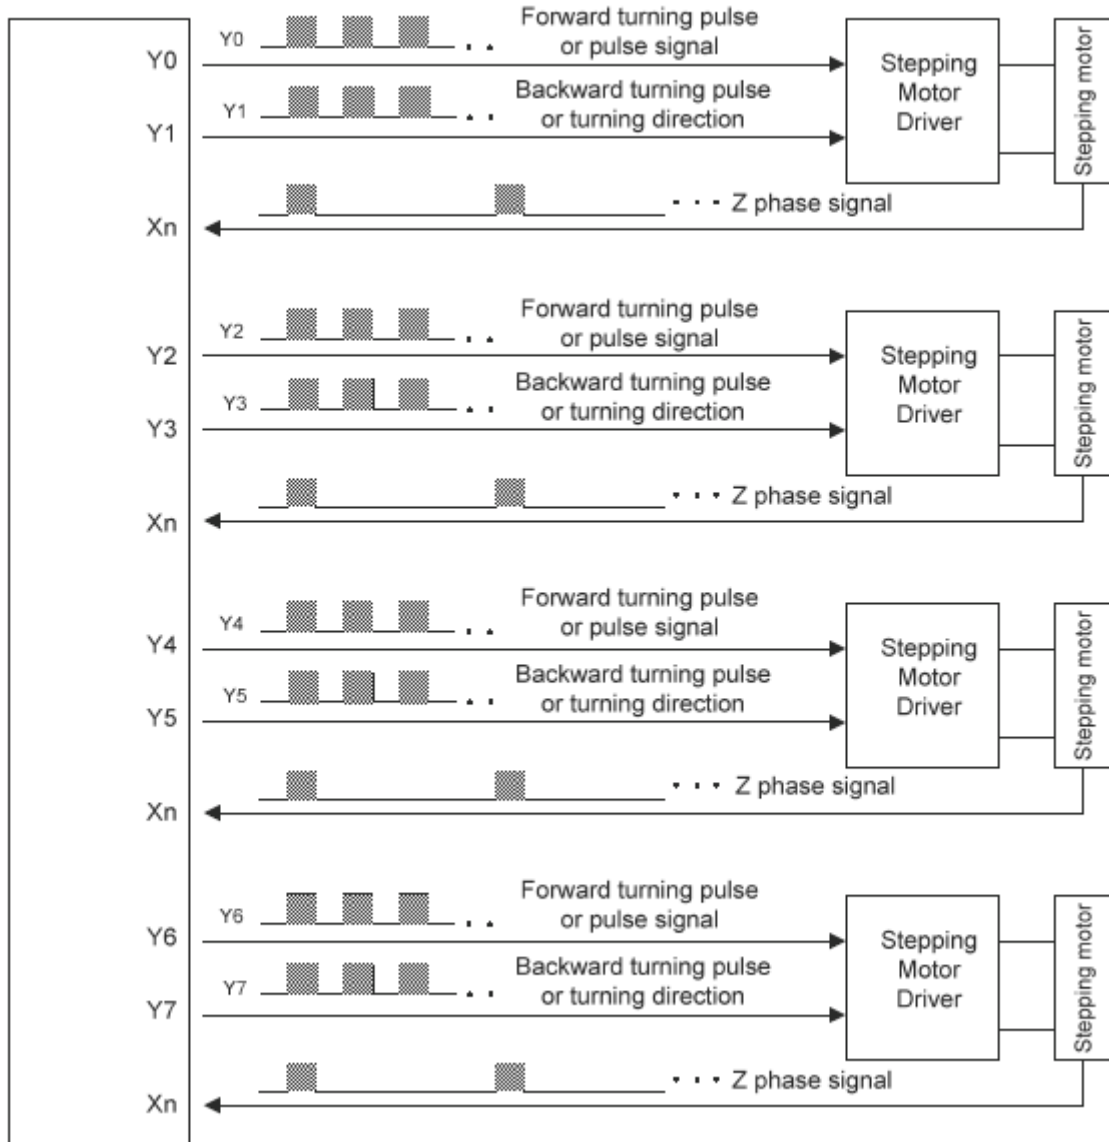 Y0
Y0
Forward turning pulse
or pulse signal
Y1
Y1
Backward turning pulse
or turning direction
Stepping
Motor
Driver
Stepping motor
Xn
Z phase signal
Y2
Y2
Forward turning pulse
or pulse signal
Y3
Y3
Backward turning pulse
or turning direction
Stepping
Motor
Driver
Stepping motor
Xn
Z phase signal
Y4
Y4
Forward turning pulse
or pulse signal
Y5
Y5
Backward turning pulse
or turning direction
Stepping
Motor
Driver
Stepping motor
Xn
Z phase signal
Y6
Y6
Forward turning pulse
or pulse signal
Y7
Y7
Backward turning pulse
or turning direction
Stepping
Motor
Driver
Stepping motor
Xn
Z phase signal